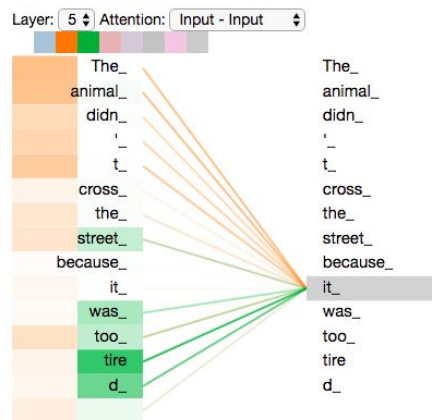 Layer: 5 Attention: Input - Input
The_ The_
animal_ animal_
didn_ didn_
'_ '_
t_ t_
cross_ cross_
the_ the_
street_ street_
because_ because_
it_ it_
was_ was_
too_ too_
tire tire
d_ d_